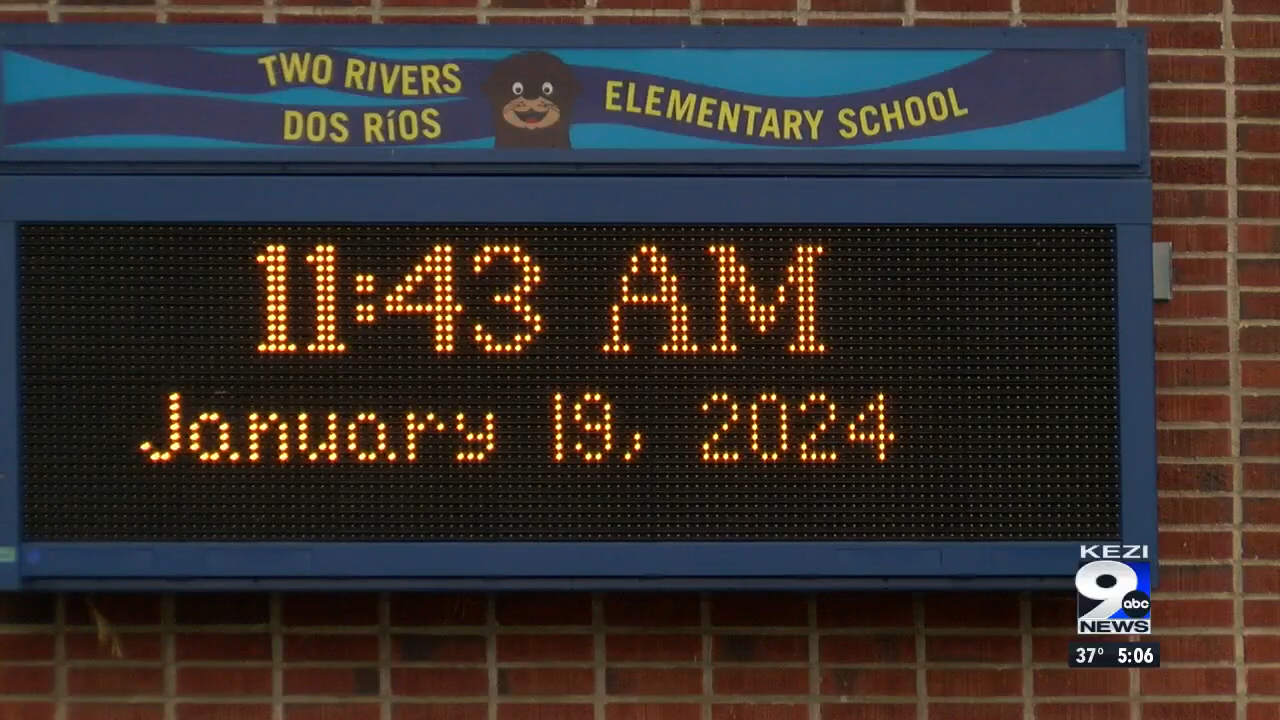 TWO RIVERS
DOS RíOS
ELEMENTARY SCHOOL
11:43 AM
January 19, 2024
KEZI
9
abc
NEWS
37° 5:06